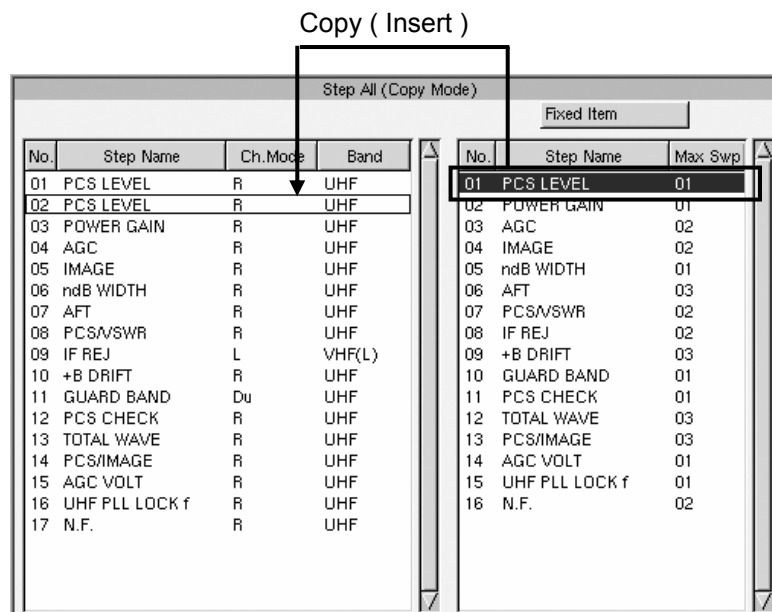 Copy ( Insert )
Step All (Copy Mode)
Fixed Item
No. Step Name Ch.Mode Band
01 PCS LEVEL R UHF
02 PCS LEVEL R UHF
03 POWER GAIN R UHF
04 AGC R UHF
05 IMAGE R UHF
06 ndB WIDTH R UHF
07 AFT R UHF
08 PCS/VSWR R UHF
09 IF REJ L VHF(L)
10 +B DRIFT R UHF
11 GUARD BAND Du UHF
12 PCS CHECK R UHF
13 TOTAL WAVE R UHF
14 PCS/IMAGE R UHF
15 AGC VOLT R UHF
16 UHF PLL LOCK f R UHF
17 N.F. R UHF
No. Step Name Max Swp
01 PCS LEVEL 01
02 POWER GAIN 01
03 AGC 02
04 IMAGE 02
05 ndB WIDTH 01
06 AFT 03
07 PCS/VSWR 02
08 IF REJ 02
09 +B DRIFT 03
10 GUARD BAND 01
11 PCS CHECK 01
12 TOTAL WAVE 03
13 PCS/IMAGE 03
14 AGC VOLT 01
15 UHF PLL LOCK f 01
16 N.F. 02